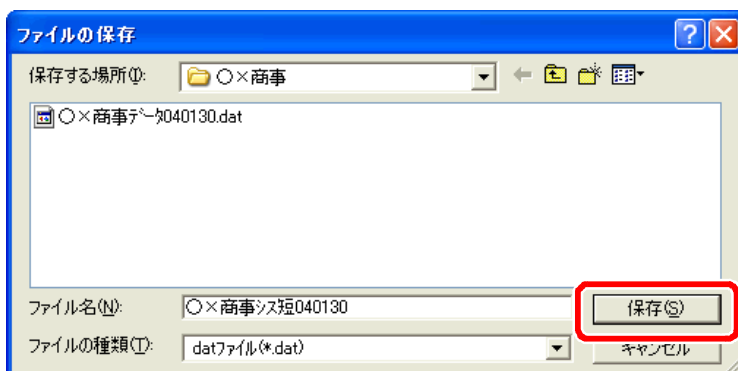 ファイルの保存
保存する場所(I):
○×商事
○×商事データ040130.dat
ファイル名(N):
○×商事シス短040130
保存(S)
ファイルの種類(T):
datファイル(*.dat)
キャンセル